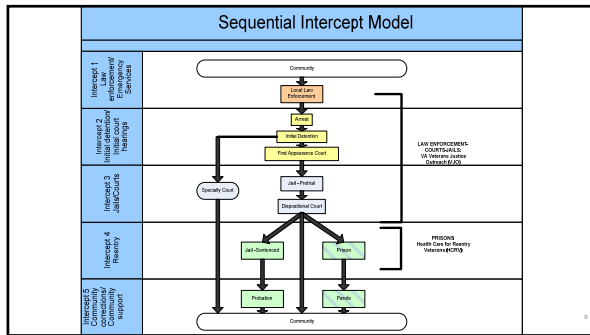 Sequential Intercept Model
Intercept 1
Law
enforcement/
Emergency
Services
Community
Local Law
Enforcement
Intercept 2
Initial detention/
Initial court
hearings
Arrest
Initial Detention
First Appearance Court
LAW ENFORCEMENT-
COURTS-JAILS:
VA Veterans Justice
Outreach (VJO)
Intercept 3
Jails/Courts
Specialty Court
Jail - Pretrial
Dispositional Court
Intercept 4
Reentry
Jail -Sentenced
Prison
PRISONS
Health Care for Reentry
Veterans (HCRV)
Intercept 5
Community
corrections/
Community
support
Probation
Parole
Community